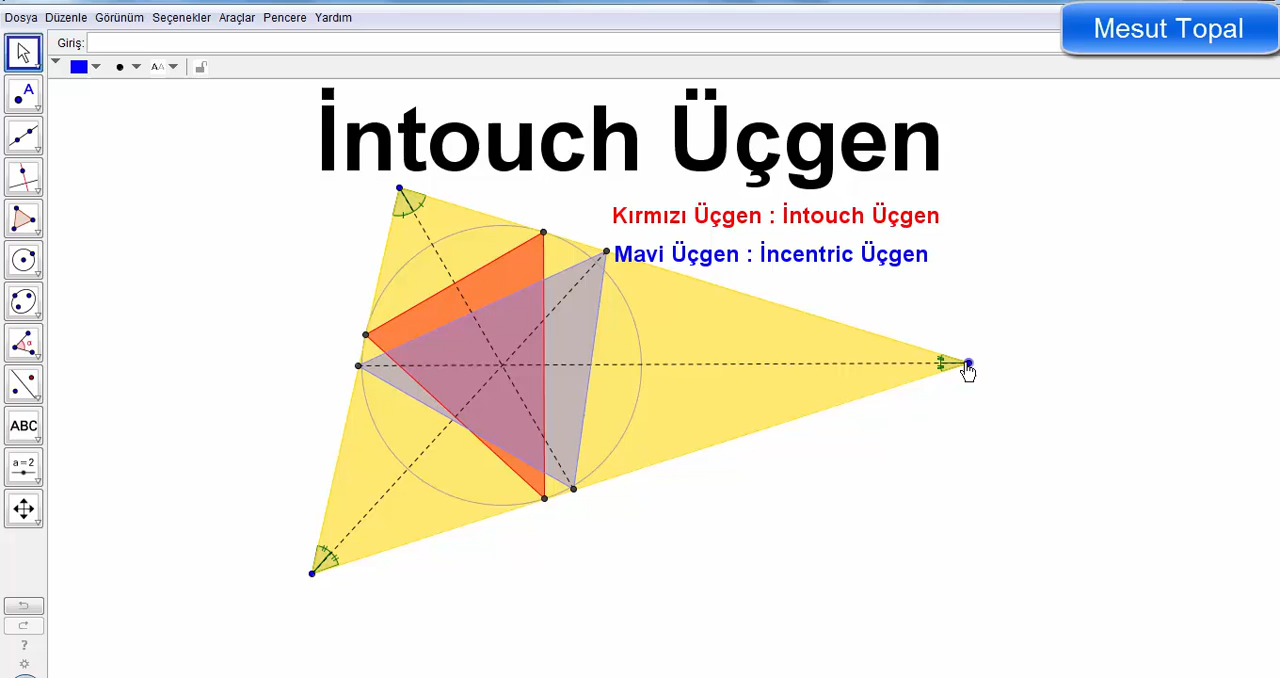 Dosya Düzenle Görünüm Seçenekler Araçlar Pencere Yardım
Mesut Topal
Giriş:
AA
A
İntouch Üçgen
Kırmızı Üçgen : İntouch Üçgen
Mavi Üçgen : İncentric Üçgen
α
ABC
a=2
?